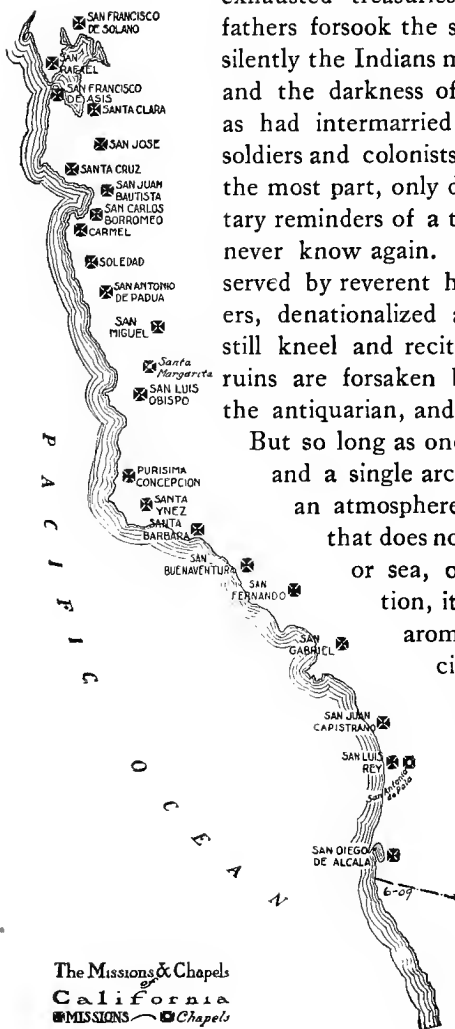 SAN FRANCISCO
DE SOLANO
SAN
RAFAEL
SAN FRANCISCO
DE ASIS
SANTA CLARA
SAN JOSE
SANTA CRUZ
SAN JUAN
BAUTISTA
SAN CARLOS
BORROMEO
CARMEL
SOLEDAD
SAN ANTONIO
DE PADUA
SAN
MIGUEL
Santa
Margarita
SAN LUIS
OBISPO
PURISIMA
CONCEPCION
SANTA
YNEZ
SANTA
BARBARA
SAN
BUENAVENTURA
SAN
FERNANDO
SAN
GABRIEL
SAN JUAN
CAPISTRANO
SAN LUIS
REY
San Antonio
de Pala
SAN DIEGO
DE ALCALA
6-09
PACIFIC
OCEAN
The Missions & Chapels
of
California
MISSIONS Chapels
fathers forsook the s
silently the Indians m
and the darkness of
as had intermarried
soldiers and colonists
the most part, only d
tary reminders of a t
never know again.
served by reverent h
ers, denationalized a
still kneel and recit
ruins are forsaken b
the antiquarian, and
But so long as one
and a single arc
an atmosphere
that does no
or sea, o
tion, it
arom
ci